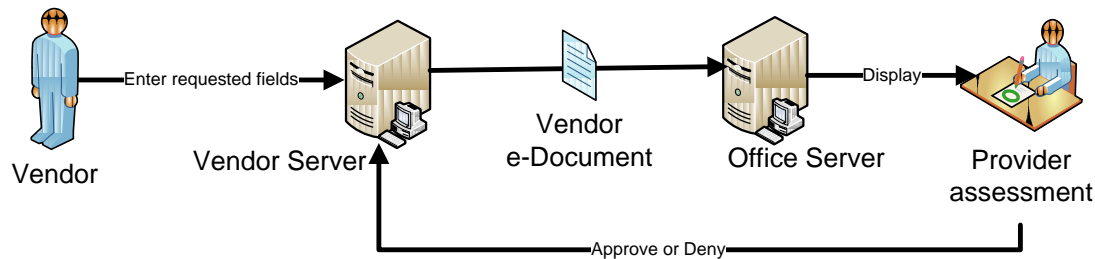 Enter requested fields
Display
Vendor
Vendor Server
Vendor
e-Document
Office Server
Provider
assessment
Approve or Deny